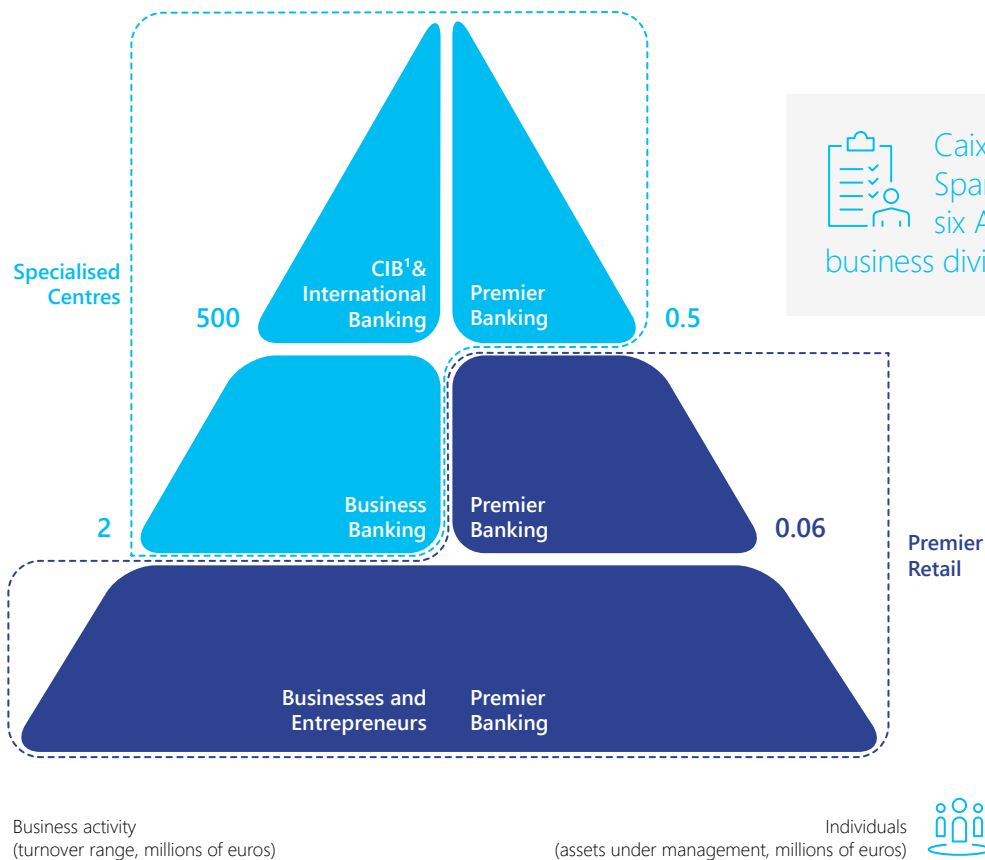 Specialised
Centres
CIB¹&
International
Banking
Premier
Banking
500
0.5
Business
Banking
Premier
Banking
2
0.06
Premier
Retail
Businesses and
Entrepreneurs
Premier
Banking
Business activity
(turnover range, millions of euros)
Individuals
(assets under management, millions of euros)
six
business